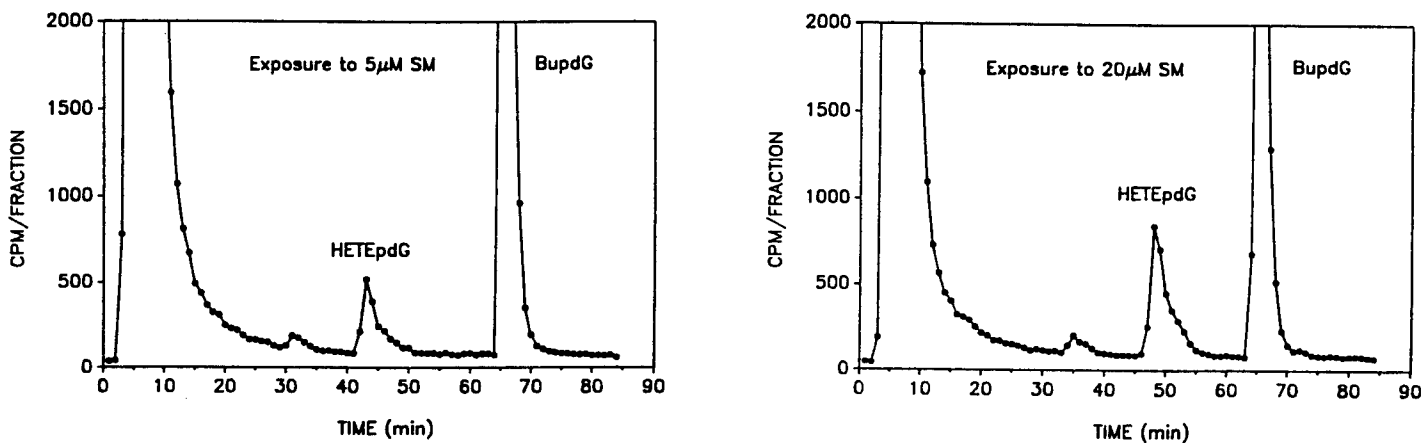 2000
1500
1000
500
0
CPM/FRACTION
Exposure to 5μM SM
BupdG
HETEpdG
0 10 20 30 40 50 60 70 80 90
TIME (min)
2000
1500
1000
500
0
CPM/FRACTION
Exposure to 20μM SM
BupdG
HETEpdG
0 10 20 30 40 50 60 70 80 90
TIME (min)